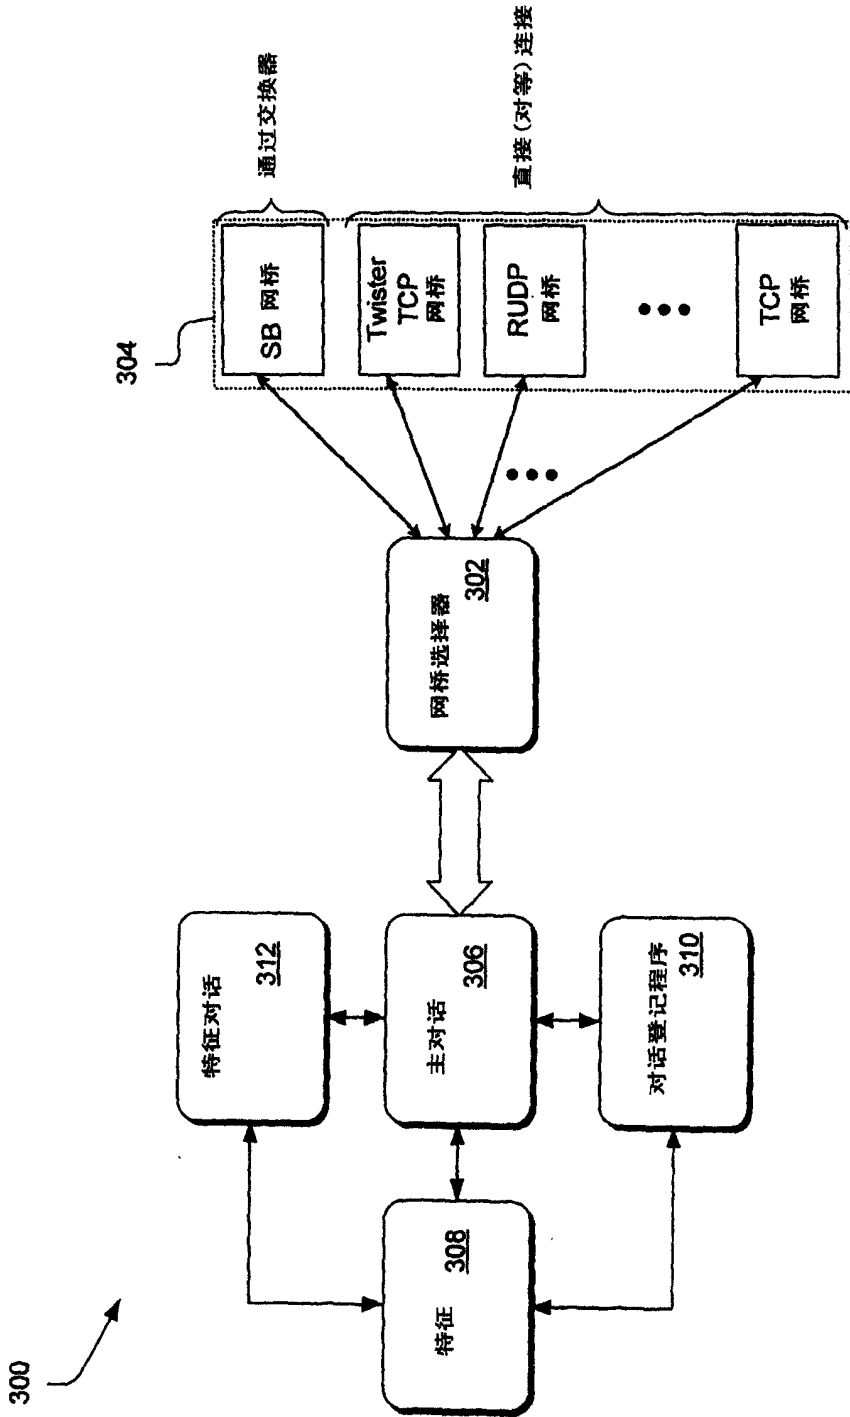 300
特征
308
特征对话
312
主对话
306
对话登记程序
310
网桥选择器
302
304
SB 网桥
Twister
TCP
网桥
RUDP
网桥
TCP
网桥
通过交换器
直接(对等)连接